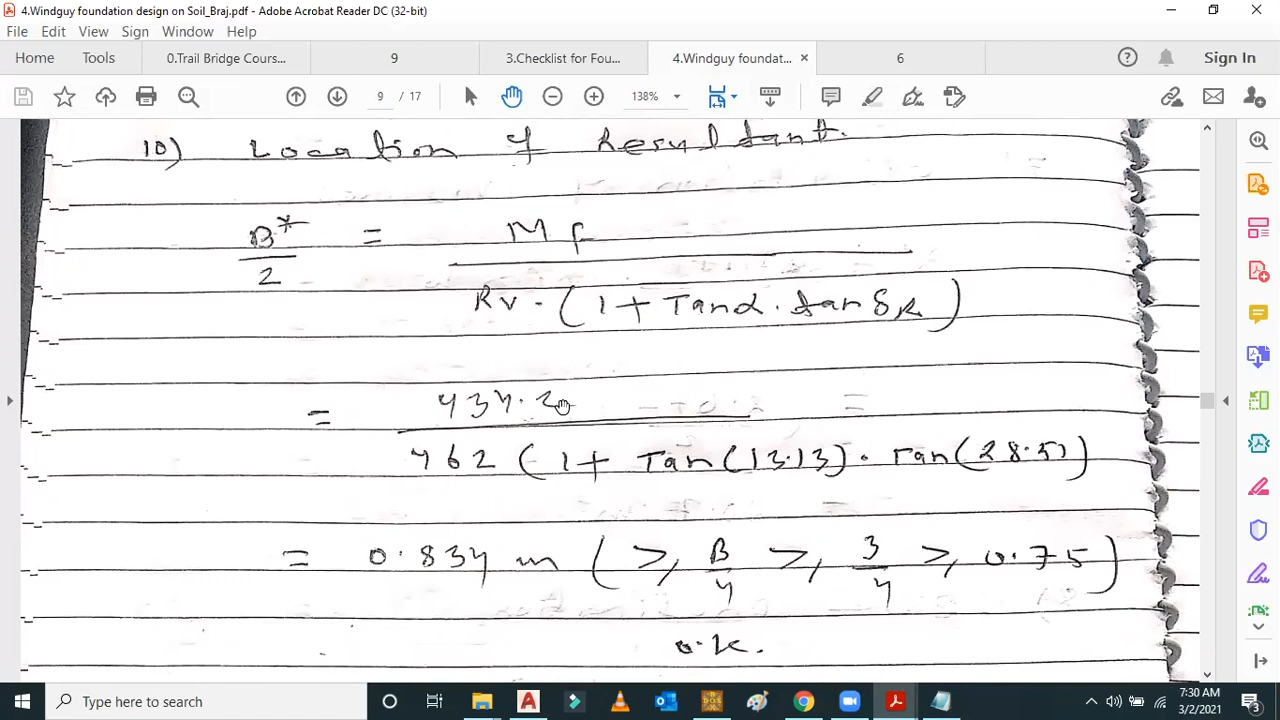 4.Windguy foundation design on Soil_Braj.pdf - Adobe Acrobat Reader DC (32-bit)
File Edit View Sign Window Help
Home Tools 0.Trail Bridge Cours... 9 3.Checklist for Fou... 4.Windguy foundat... × 6 Sign In
9 / 17 138%
10) Location of Resultant.
B*/2 = Mf / Rv.(1+Tanα.tanδk)
= 434.2 / 462 (1+ Tan(13.13). Tan(28.5))
= 0.834 m (>, B/4 >, 3/4 >, 0.75)
o.k.
Type here to search
7:30 AM
3/2/2021